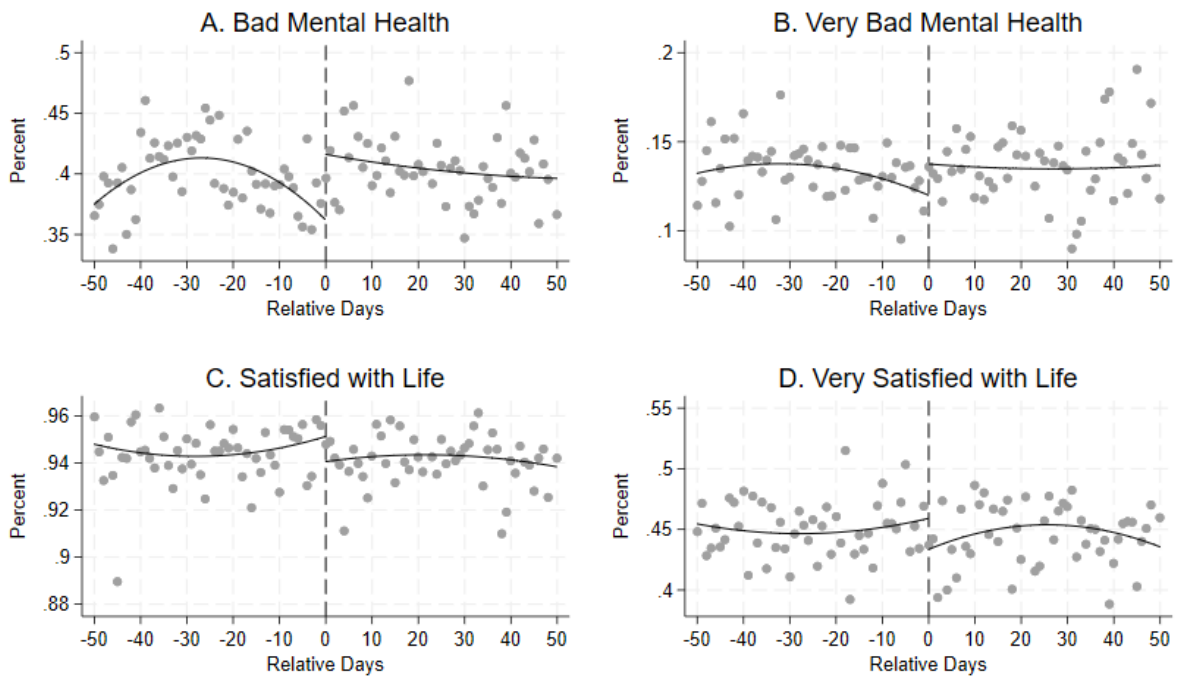 A. Bad Mental Health
.5
.45
.4
.35
Percent
-50 -40 -30 -20 -10 0 10 20 30 40 50
Relative Days
B. Very Bad Mental Health
.2
.15
.1
Percent
-50 -40 -30 -20 -10 0 10 20 30 40 50
Relative Days
C. Satisfied with Life
.96
.94
.92
.9
.88
Percent
-50 -40 -30 -20 -10 0 10 20 30 40 50
Relative Days
D. Very Satisfied with Life
.55
.5
.45
.4
Percent
-50 -40 -30 -20 -10 0 10 20 30 40 50
Relative Days